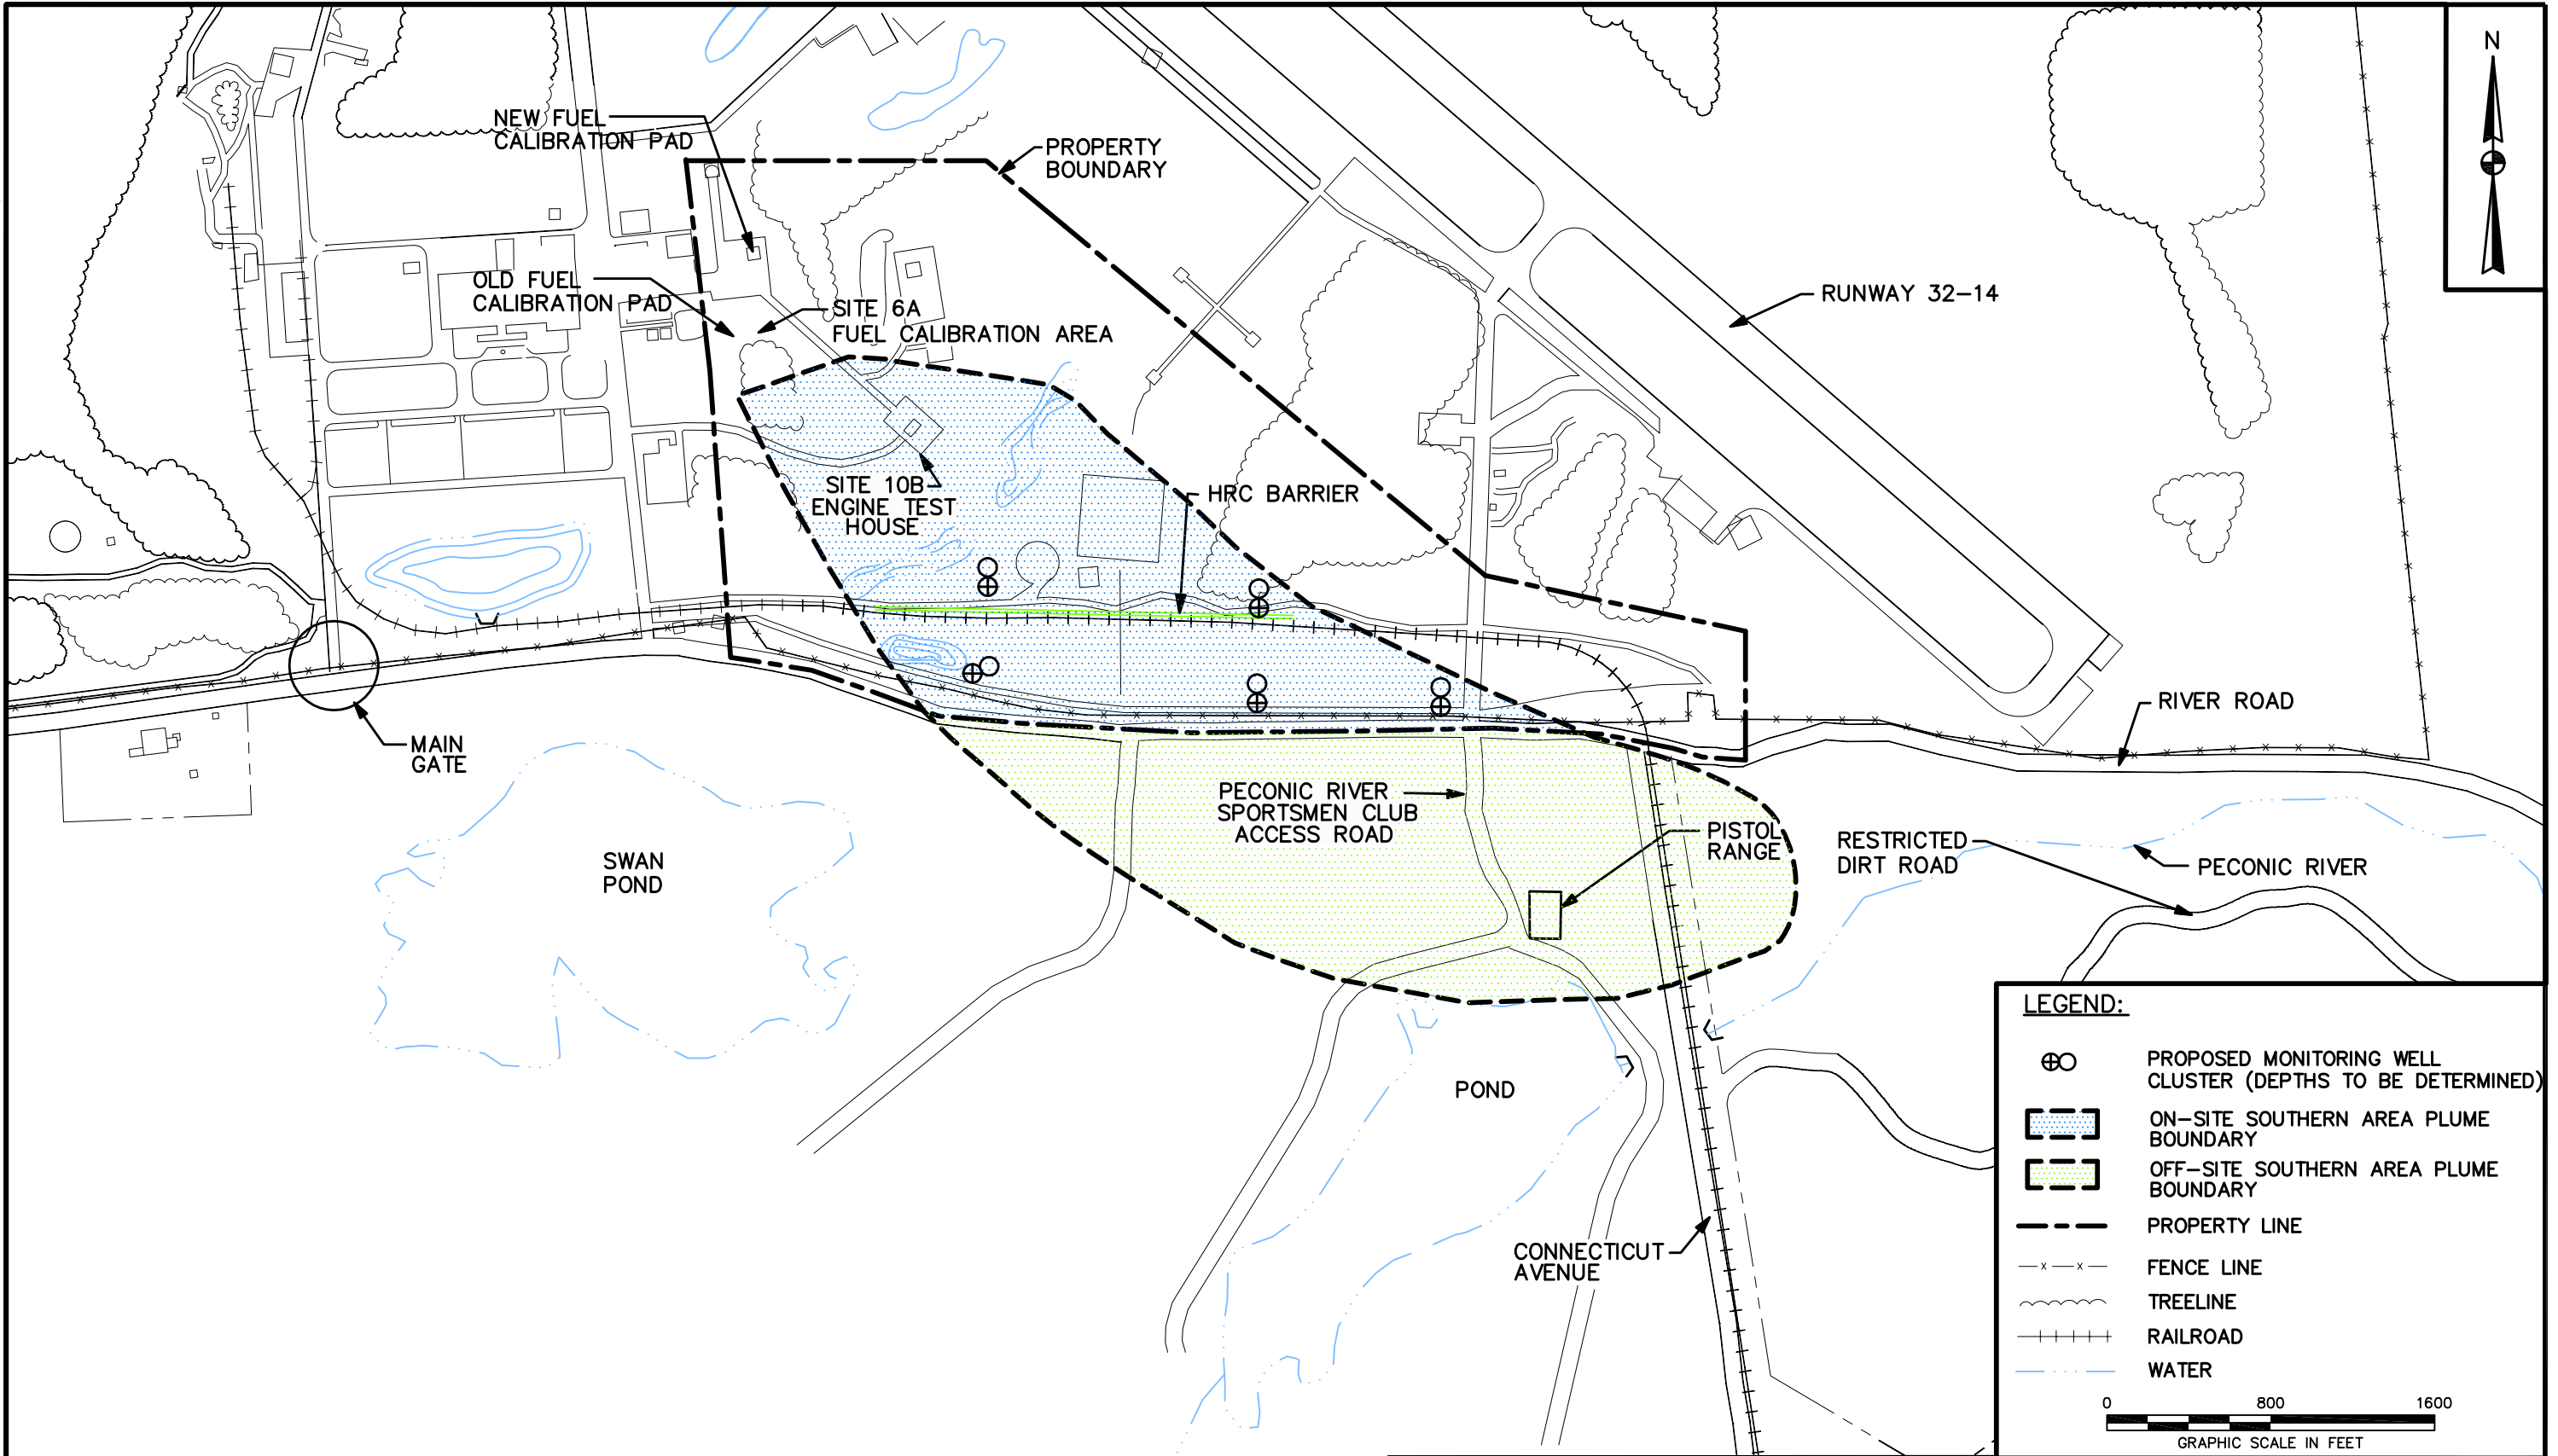 N
NEW FUEL
CALIBRATION PAD
PROPERTY
BOUNDARY
OLD FUEL
CALIBRATION PAD
SITE 6A
FUEL CALIBRATION AREA
RUNWAY 32-14
SITE 10B
ENGINE TEST
HOUSE
HRC BARRIER
MAIN
GATE
RIVER ROAD
PECONIC RIVER
SPORTSMEN CLUB
ACCESS ROAD
PISTOL
RANGE
RESTRICTED
DIRT ROAD
PECONIC RIVER
SWAN
POND
POND
CONNECTICUT
AVENUE
LEGEND:
PROPOSED MONITORING WELL
CLUSTER (DEPTHS TO BE DETERMINED)
ON-SITE SOUTHERN AREA PLUME
BOUNDARY
OFF-SITE SOUTHERN AREA PLUME
BOUNDARY
PROPERTY LINE
FENCE LINE
TREELINE
RAILROAD
WATER
0 800 1600
GRAPHIC SCALE IN FEET